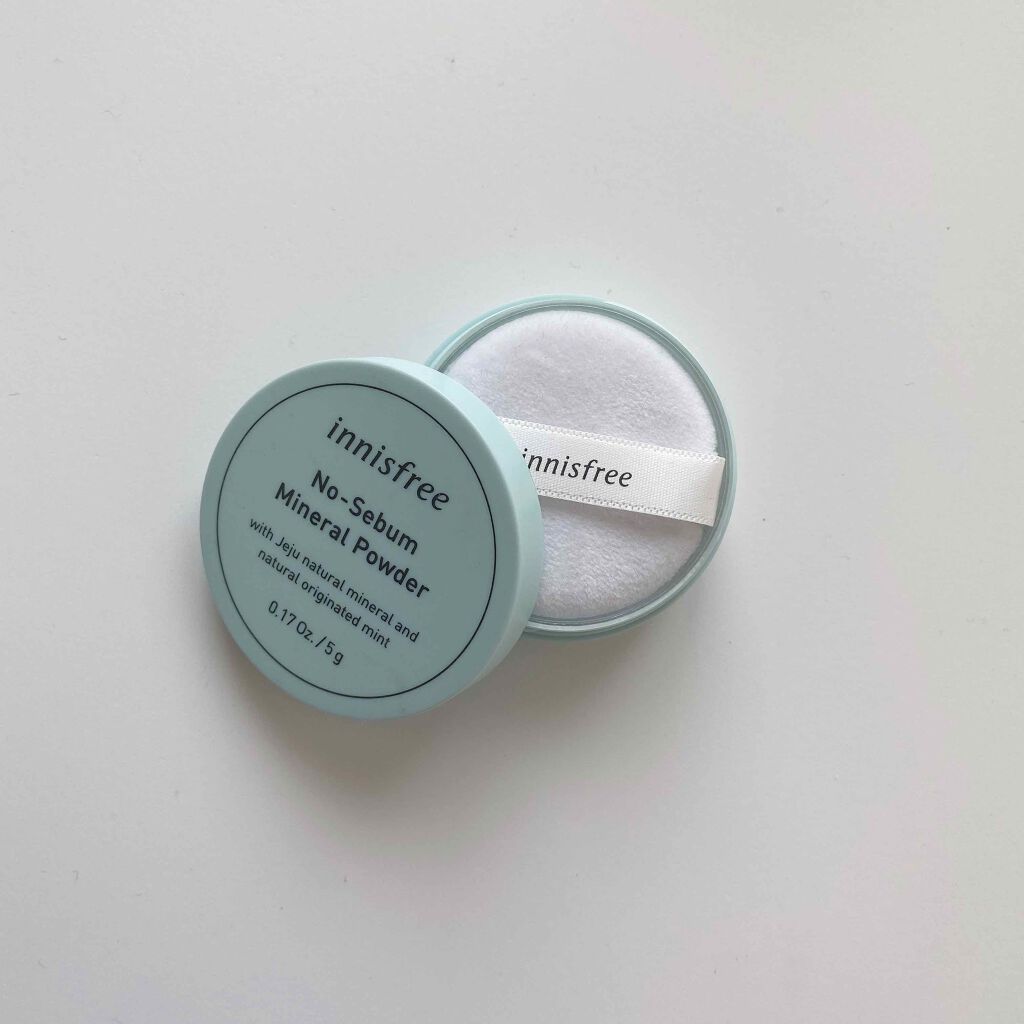 innisfree
No-Sebum
Mineral Powder
with Jeju natural mineral and
natural originated mint
0.17 Oz. / 5 g
innisfree